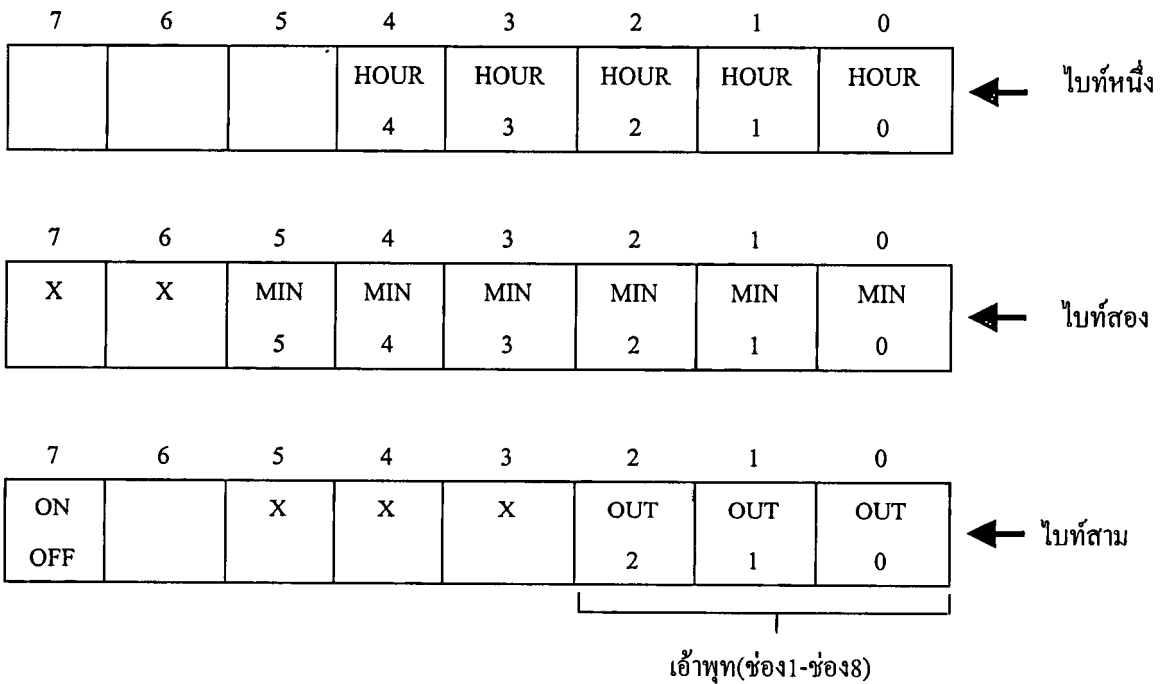 7 6 5 4 3 2 1 0
HOUR HOUR HOUR HOUR HOUR
4 3 2 1 0
ไบท์หนึ่ง
7 6 5 4 3 2 1 0
X X MIN MIN MIN MIN MIN MIN
5 4 3 2 1 0
ไบท์สอง
7 6 5 4 3 2 1 0
ON X X X OUT OUT OUT
OFF 2 1 0
ไบท์สาม
เอ้าพุท(ช่อง1-ช่อง8)